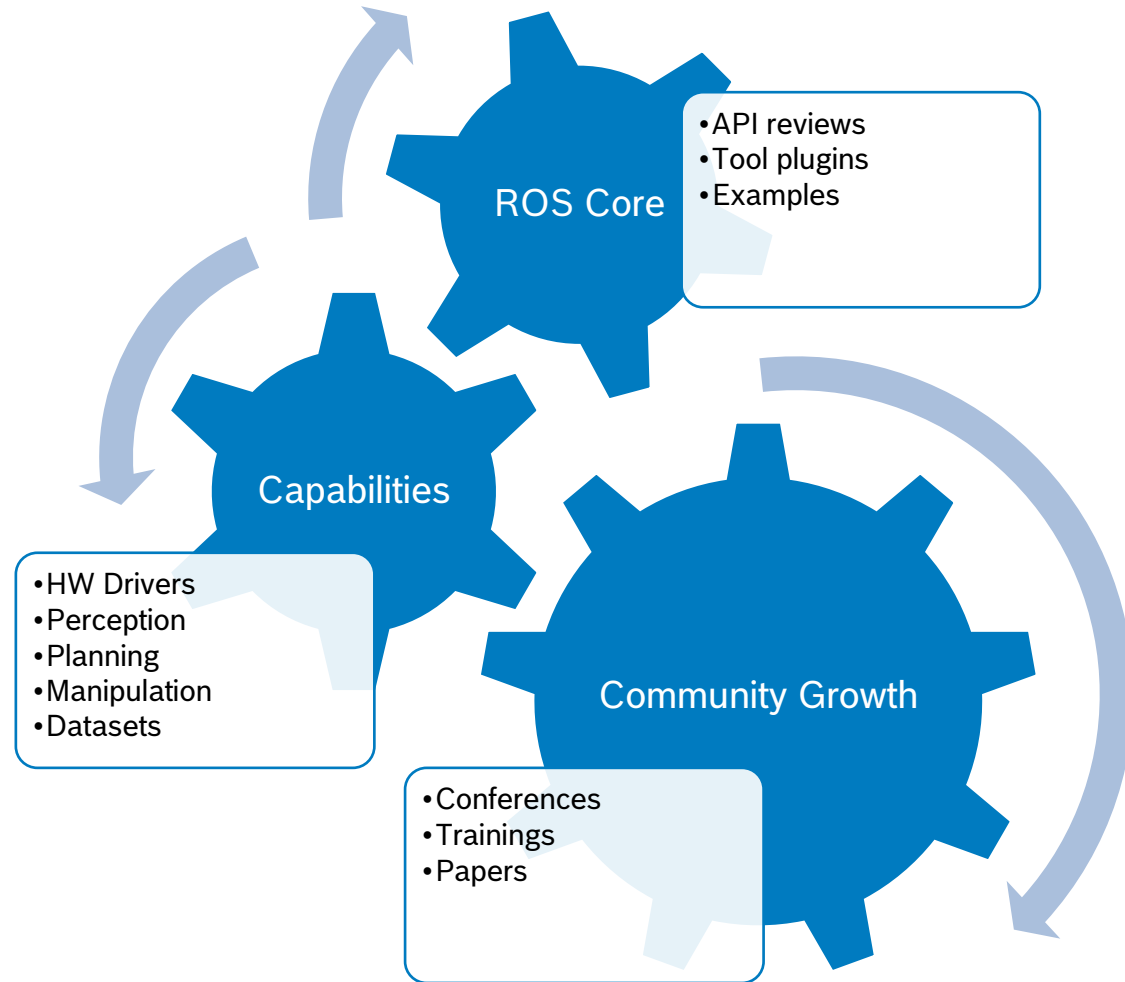 ROS Core
•API reviews
•Tool plugins
•Examples
Capabilities
•HW Drivers
•Perception
•Planning
•Manipulation
•Datasets
Community Growth
•Conferences
•Trainings
•Papers